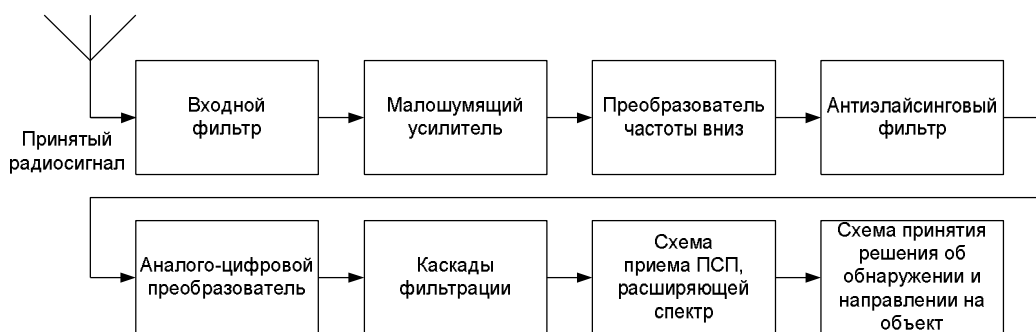 Принятый
радиосигнал
Входной
фильтр
Малошумящий
усилитель
Преобразователь
частоты вниз
Антиэлайсинговый
фильтр
Аналого-цифровой
преобразователь
Каскады
фильтрации
Схема
приема ПСП,
расширяющей
спектр
Схема принятия
решения об
обнаружении и
направлении на
объект